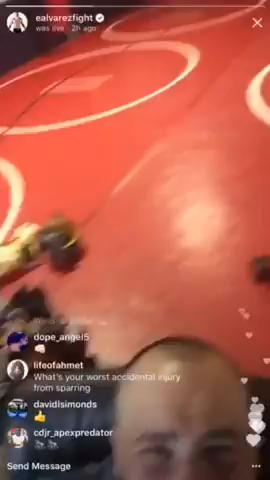 ealvarezfight
was live · 2h ago
dope_angel5
👊🏻
lifeofahmet
What's your worst accidental injury
from sparring
davidlsimonds
👍
cdjr_apexpredator
Send Message